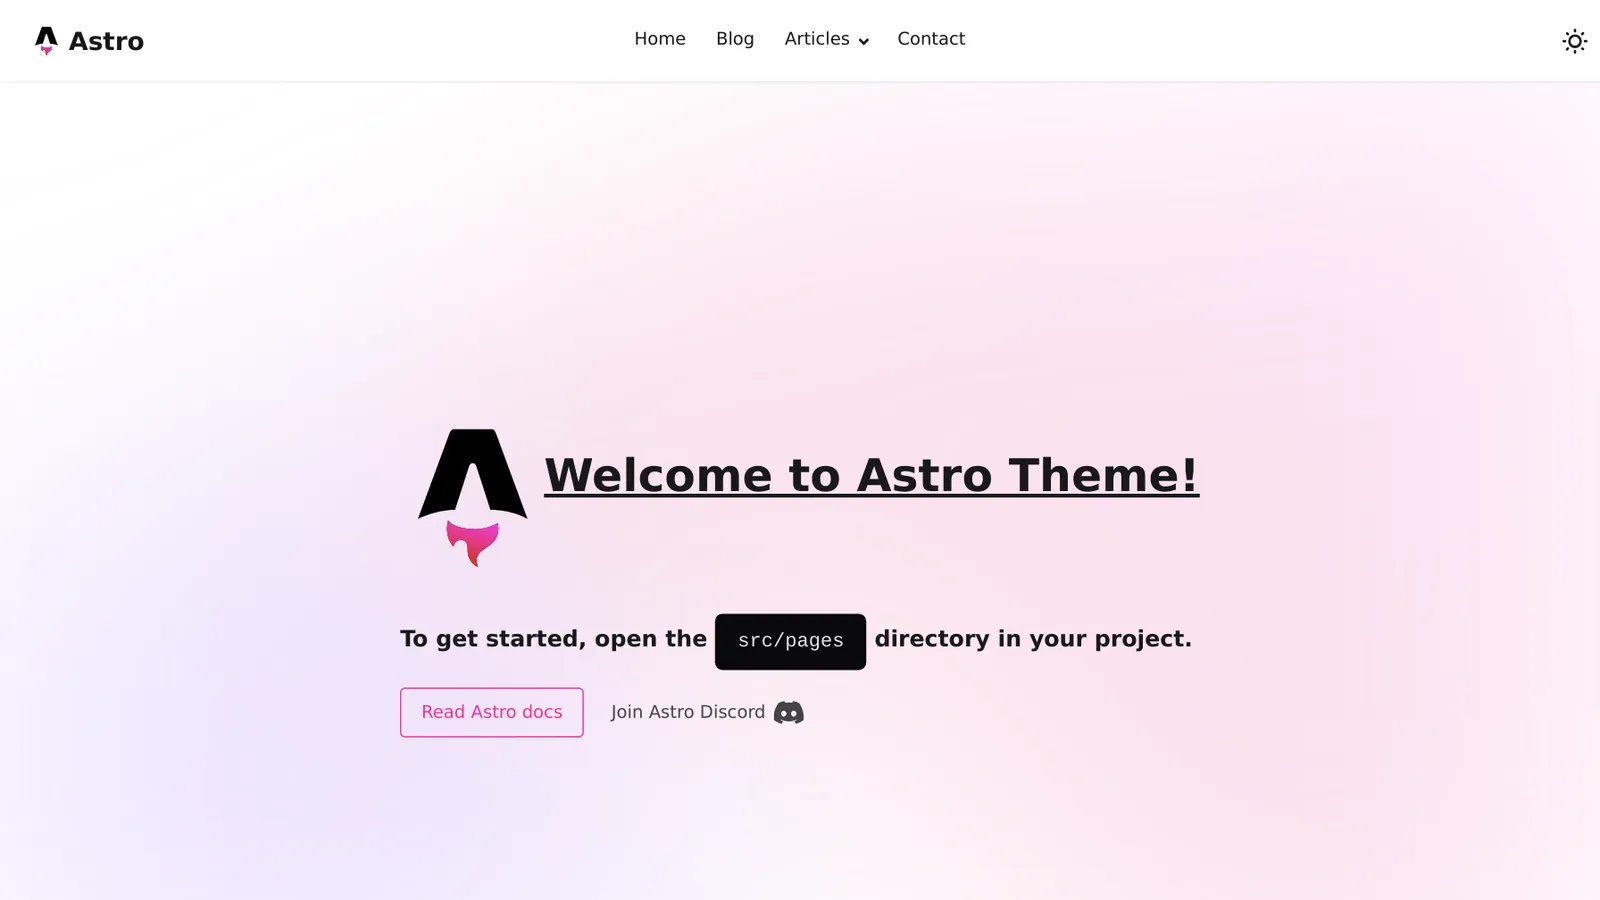 Astro
Home Blog Articles Contact
Welcome to Astro Theme!
To get started, open the src/pages directory in your project.
Read Astro docs Join Astro Discord